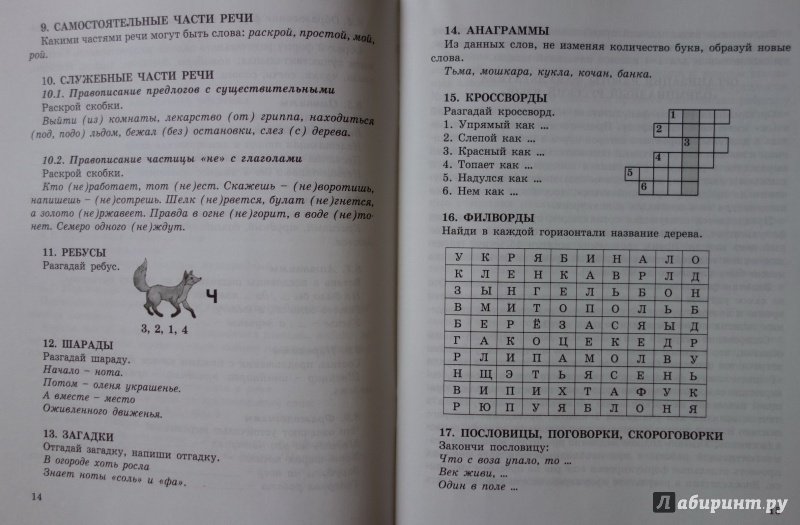 9. САМОСТОЯТЕЛЬНЫЕ ЧАСТИ РЕЧИ
Какими частями речи могут быть слова: раскрой, простой, мой,
рой.
10. СЛУЖЕБНЫЕ ЧАСТИ РЕЧИ
10.1. Правописание предлогов с существительными
Раскрой скобки.
Выйти (из) комнаты, лекарство (от) гриппа, находиться
(под, подо) льдом, бежал (без) остановки, слез (с) дерева.
10.2. Правописание частицы «не» с глаголами
Раскрой скобки.
Кто (не)работает, тот (не)ест. Скажешь – (не)воротишь,
напишешь – (не)сотрешь. Шелк (не)рвется, булат (не)гнется,
а золото (не)ржавеет. Правда в огне (не)горит, в воде (не)то-
нет. Семеро одного (не)ждут.
11. РЕБУСЫ
Разгадай ребус.
Ч
3, 2, 1, 4
12. ШАРАДЫ
Разгадай шараду.
Начало – нота.
Потом – оленя украшенье.
А вместе – место
Оживленного движенья.
13. ЗАГАДКИ
Отгадай загадку, напиши отгадку.
В огороде хоть росла
Знает ноты «соль» и «фа».
14
14. АНАГРАММЫ
Из данных слов, не изменяя количество букв, образуй новые
слова.
Тьма, мошкара, кукла, кочан, банка.
15. КРОССВОРДЫ
Разгадай кроссворд.
1. Упрямый как ...
2. Слепой как ...
3. Красный как ...
4. Топает как ...
5. Надулся как ...
6. Нем как ...
1
2
3
4
5
6
16. ФИЛВОРДЫ
Найди в каждой горизонтали название дерева.
У К Р Я Б И Н А Л О
К Л Е Н К А В Р Л Д
З Ы Н Г Е Л Ь Б О Н
В М И Т О П О Л Ь Б
Б Е Р Ё З А С Я Ы Д
Г А К О Ц Е К Е Д Р
Р Л И П А М О Л В У
Н Щ Э Т Ь Я С Е Н Ь
В И П И Х Т А Ф У К
Р Ю П У Я Б Л О Н Я
17. ПОСЛОВИЦЫ, ПОГОВОРКИ, СКОРОГОВОРКИ
Закончи пословицу:
Что с воза упало, то ...
Век живи, ...
Один в поле ...
Лабиринт.ру